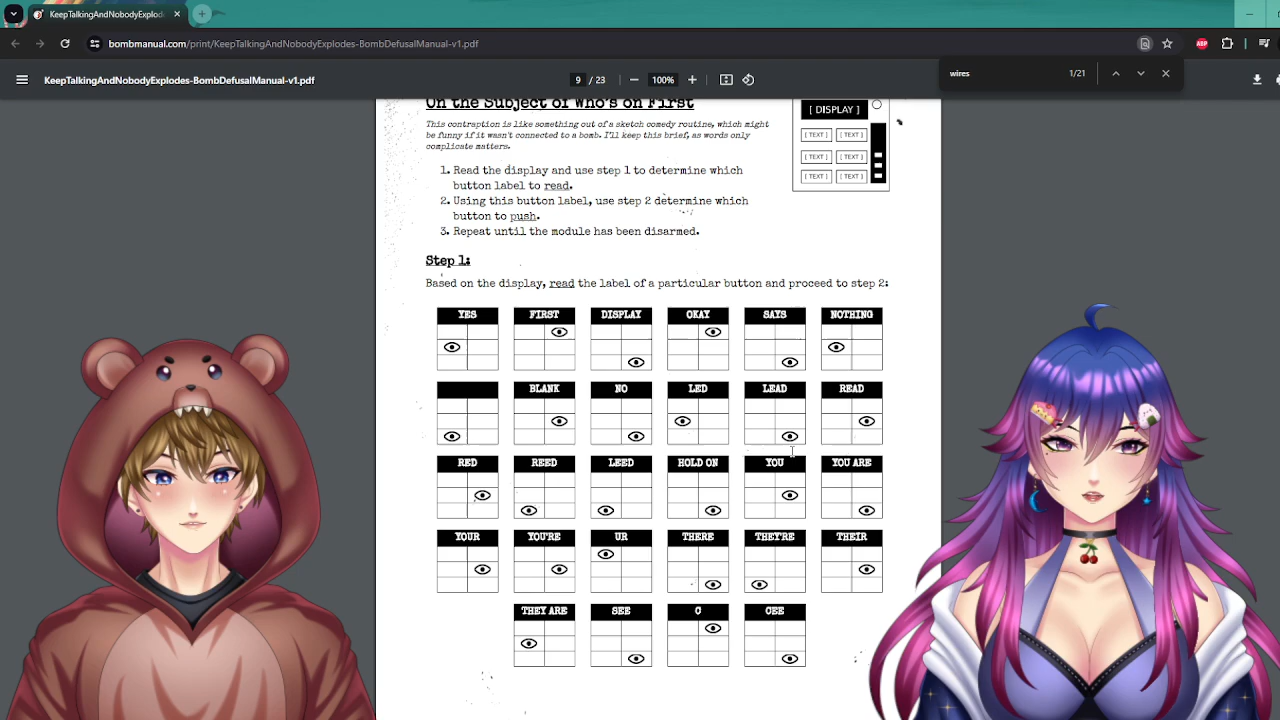 KeepTalkingAndNobodyExplode
bombmanual.com/print/KeepTalkingAndNobodyExplodes-BombDefusalManual-v1.pdf
ABP
KeepTalkingAndNobodyExplodes-BombDefusalManual-v1.pdf
9 / 23
100%
wires
1/21
On the Subject of Who's on First
This contraption is like something out of a sketch comedy routine, which might
be funny if it wasn't connected to a bomb. I'll keep this brief, as words only
complicate matters.
[ DISPLAY ]
[ TEXT ] [ TEXT ]
[ TEXT ] [ TEXT ]
[ TEXT ] [ TEXT ]
1. Read the display and use step 1 to determine which
button label to read.
2. Using this button label, use step 2 determine which
button to push.
3. Repeat until the module has been disarmed.
Step 1:
Based on the display, read the label of a particular button and proceed to step 2:
YES FIRST DISPLAY OKAY SAYS NOTHING
BLANK NO LED LEAD READ
RED REED LEED HOLD ON YOU YOU ARE
YOUR YOU'RE UR THERE THEY'RE THEIR
THEY ARE SEE C CEE